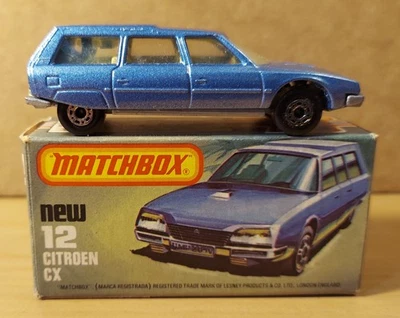 MATCHBOX®
new
12
CITROEN
CX
"MATCHBOX" (MARCA REGISTRADA) REGISTERED TRADE MARK OF LESNEY PRODUCTS & CO. LTD., LONDON ENGLAND